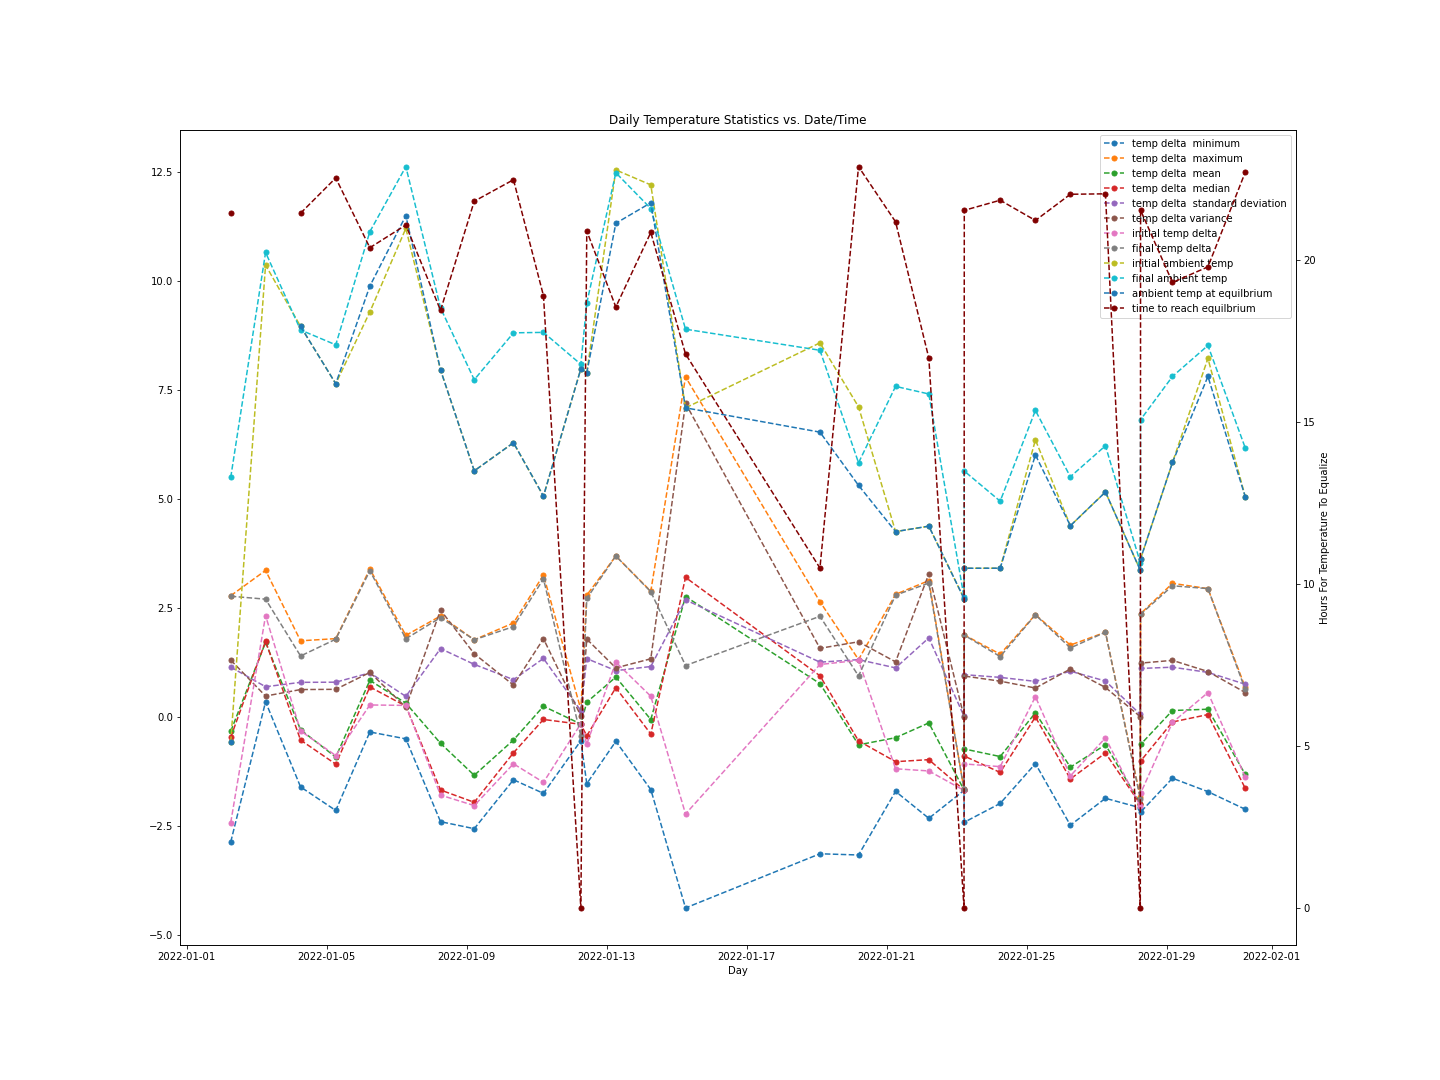 Daily Temperature Statistics vs. Date/Time
temp delta  minimum
temp delta  maximum
temp delta  mean
temp delta  median
temp delta  standard deviation
temp delta variance
initial temp delta
final temp delta
initial ambient temp
final ambient temp
ambient temp at equilbrium
time to reach equilbrium
12.5
10.0
7.5
5.0
2.5
0.0
−2.5
−5.0
20
15
10
5
0
Hours For Temperature To Equalize
2022-01-01 2022-01-05 2022-01-09 2022-01-13 2022-01-17 2022-01-21 2022-01-25 2022-01-29 2022-02-01
Day